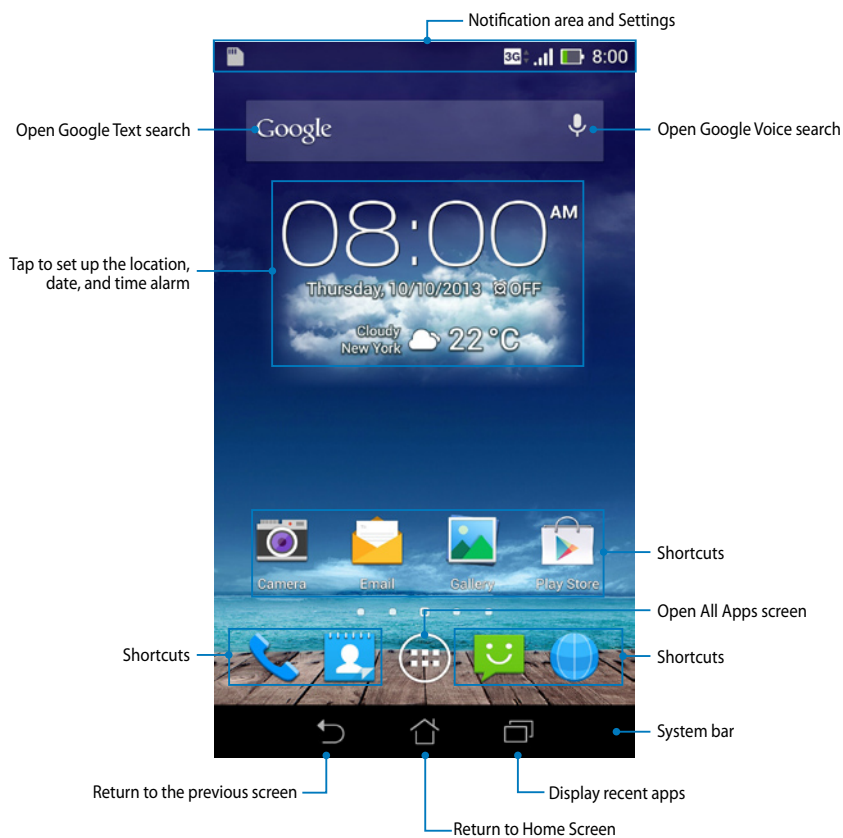 Notification area and Settings
3G 8:00
Open Google Text search
Google
Open Google Voice search
08:00 AM
Tap to set up the location,
date, and time alarm
Thursday, 10/10/2013 OFF
Cloudy
New York
22 °C
Camera
Email
Gallery
Play Store
Shortcuts
Open All Apps screen
Shortcuts
Shortcuts
System bar
Return to the previous screen
Display recent apps
Return to Home Screen